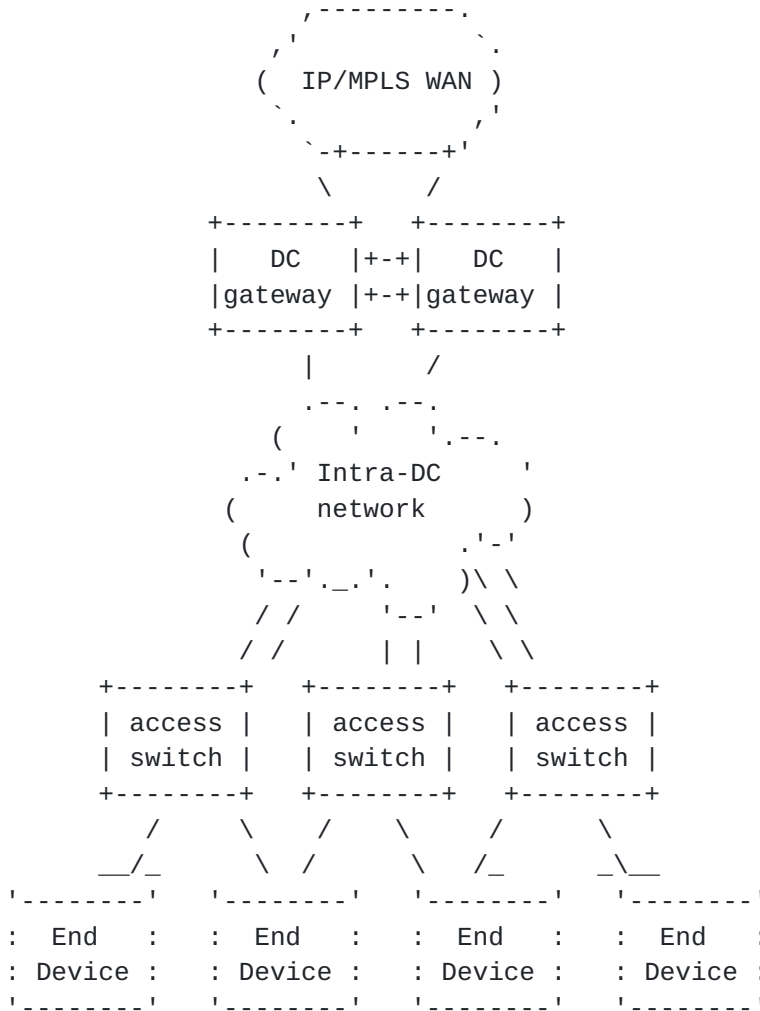 IP/MPLS WAN
DC DC
gateway gateway
Intra-DC
network
access access access
switch switch switch
End End End End
Device Device Device Device